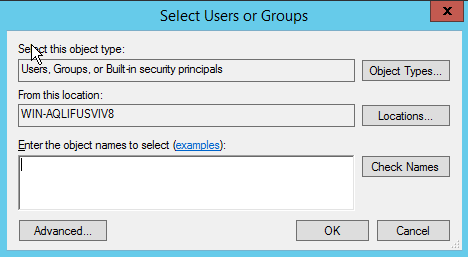 Select Users or Groups
x
Select this object type:
Users, Groups, or Built-in security principals
Object Types...
From this location:
WIN-AQLIFUSVIV8
Locations...
Enter the object names to select (examples):
Check Names
Advanced...
OK
Cancel